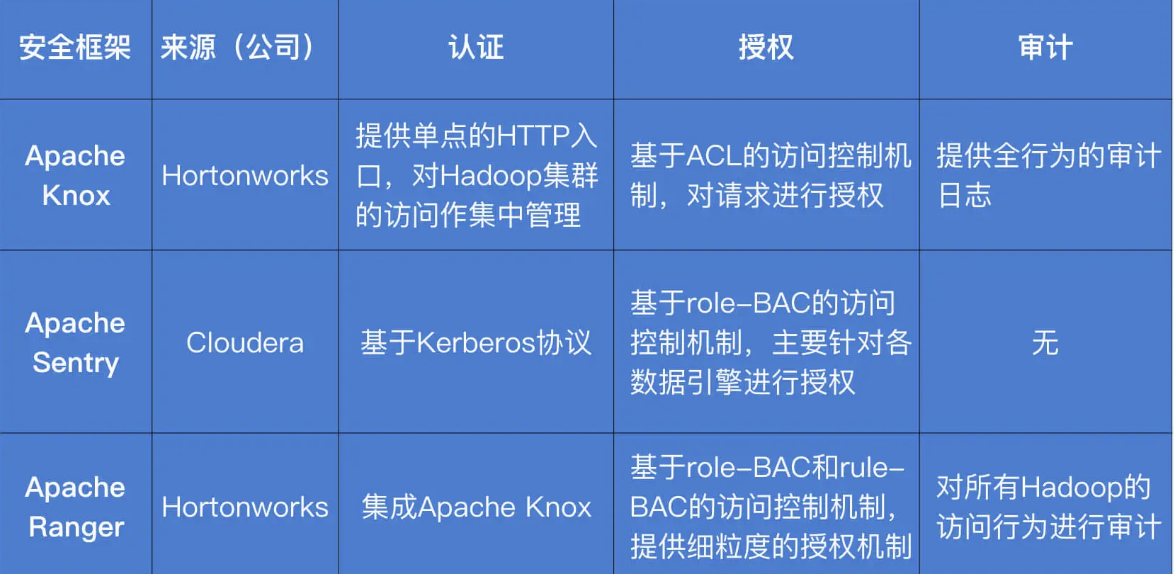 安全框架
来源（公司）
认证
授权
审计
Apache
Knox
Hortonworks
提供单点的HTTP入
口，对Hadoop集群
的访问作集中管理
基于ACL的访问控制机
制，对请求进行授权
提供全行为的审计
日志
Apache
Sentry
Cloudera
基于Kerberos协议
基于role-BAC的访问
控制机制，主要针对各
数据引擎进行授权
无
Apache
Ranger
Hortonworks
集成Apache Knox
基于role-BAC和rule-
BAC的访问控制机制，
提供细粒度的授权机制
对所有Hadoop的
访问行为进行审计